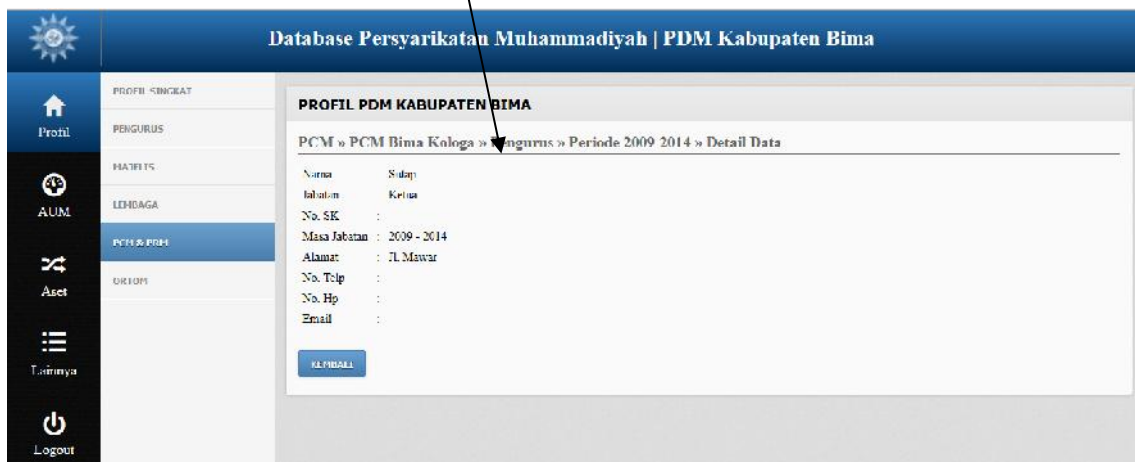 Database Persyarikatan Muhammadiyah | PDM Kabupaten Bima
Profil
AUM
Aset
Lainnya
Logout
PROFIL SINGKAT
PENGURUS
MAJELIS
LEMBAGA
PCM & PRM
ORTOM
PROFIL PDM KABUPATEN BIMA
PCM » PCM Bima Kologa » Pengurus » Periode 2009-2014 » Detail Data
Nama
Jabatan Ketua
No. SK :
Masa Jabatan : 2009 - 2014
Alamat : Jl. Mawar
No. Telp :
No. Hp :
Email :
KEMBALI